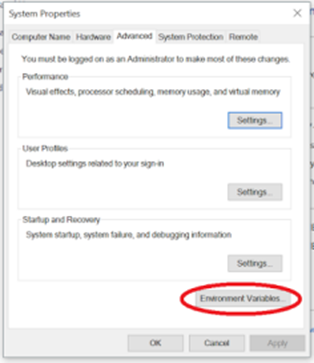 System Properties
Computer Name Hardware Advanced System Protection Remote
You must be logged on as an Administrator to make most of these changes.
Performance
Visual effects, processor scheduling, memory usage, and virtual memory
Settings...
User Profiles
Desktop settings related to your sign-in
Settings...
Startup and Recovery
System startup, system failure, and debugging information
Settings...
Environment Variables...
OK Cancel Apply